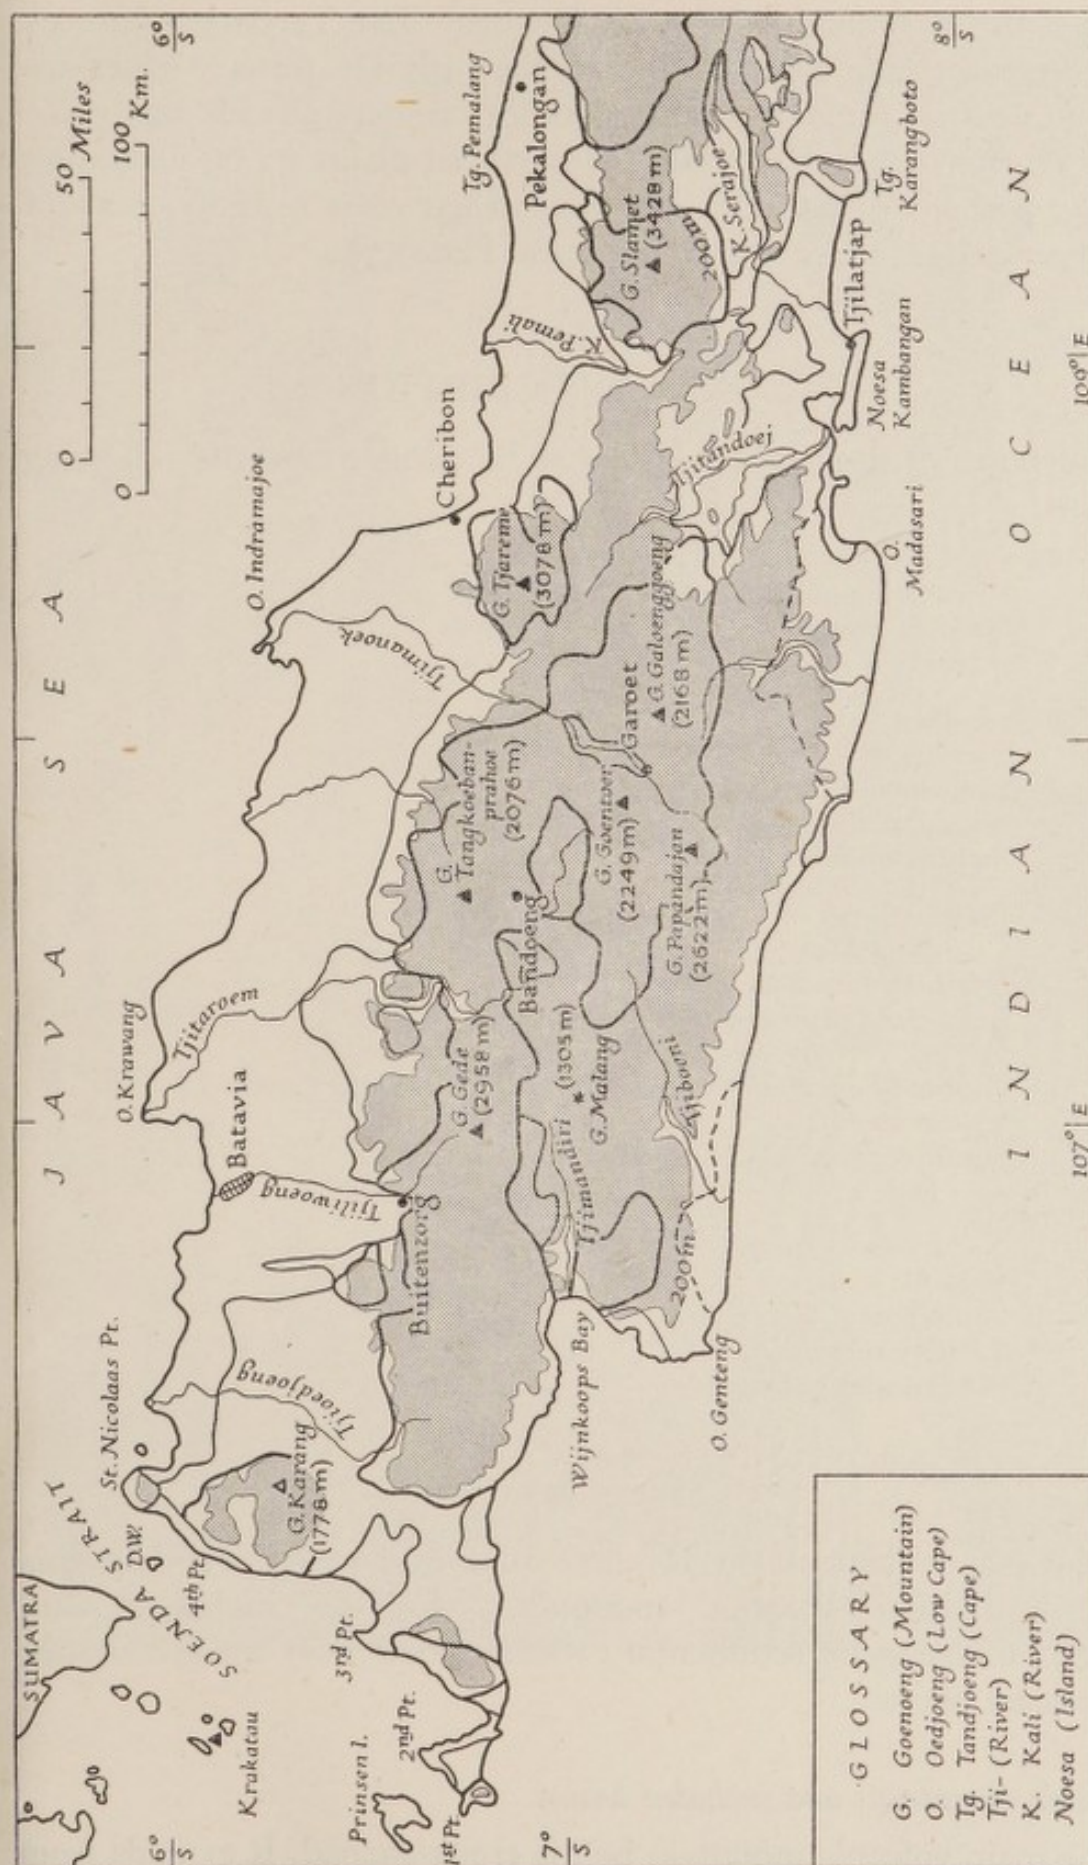 J A V A S E A
6°
S
8°
S
0 50 Miles
0 100 Km.
SUMATRA
SOENDA STRAIT
D.W.
St. Nicolaas Pt.
4th Pt.
3rd Pt.
2nd Pt.
1st Pt.
Krakatau
Prinsen I.
G. Karang
(1778 m)
Tjioedjoeng
Batavia
Tjiliwoeng
Buitenzorg
O. Krawang
Tjitaroem
G. Gede
(2958 m)
Wijnkoops Bay
Tjimandiri
(1305 m)
G. Malang
200m
O. Genteng
Tjiboeni
Bandoeng
G.
Tangkoeban-
prahoe
(2076 m)
G. Goentoer
(2249 m)
G. Papandajan
(2622 m)
Garoet
G. Galoenggoeng
(2168 m)
O. Indramajoe
Tjimanoek
Cheribon
G. Tjareme
(3078 m)
Tjitandoej
O.
Madasari
K. Pemali
Tg. Pemalang
Pekalongan
G. Slamet
(3428 m)
200m
K. Serajoe
Tjilatjap
Noesa
Kambangan
Tg.
Karangboto
I N D I A N O C E A N
6°
S
7°
S
107° E
109° E
GLOSSARY
G. Goenoeng (Mountain)
O. Oedjoeng (Low Cape)
Tg. Tandjoeng (Cape)
Tji- (River)
K. Kali (River)
Noesa (Island)